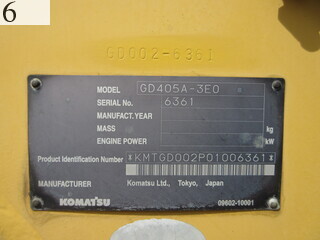 6
GD002-6361
MODEL GD405A-3E0
SERIAL No. 6361
MANUFACT.YEAR
MASS kg
ENGINE POWER kW
Product Identification Number *KMTGD002P01006361*
MANUFACTURER Komatsu Ltd., Tokyo, Japan
KOMATSU 09602-10001